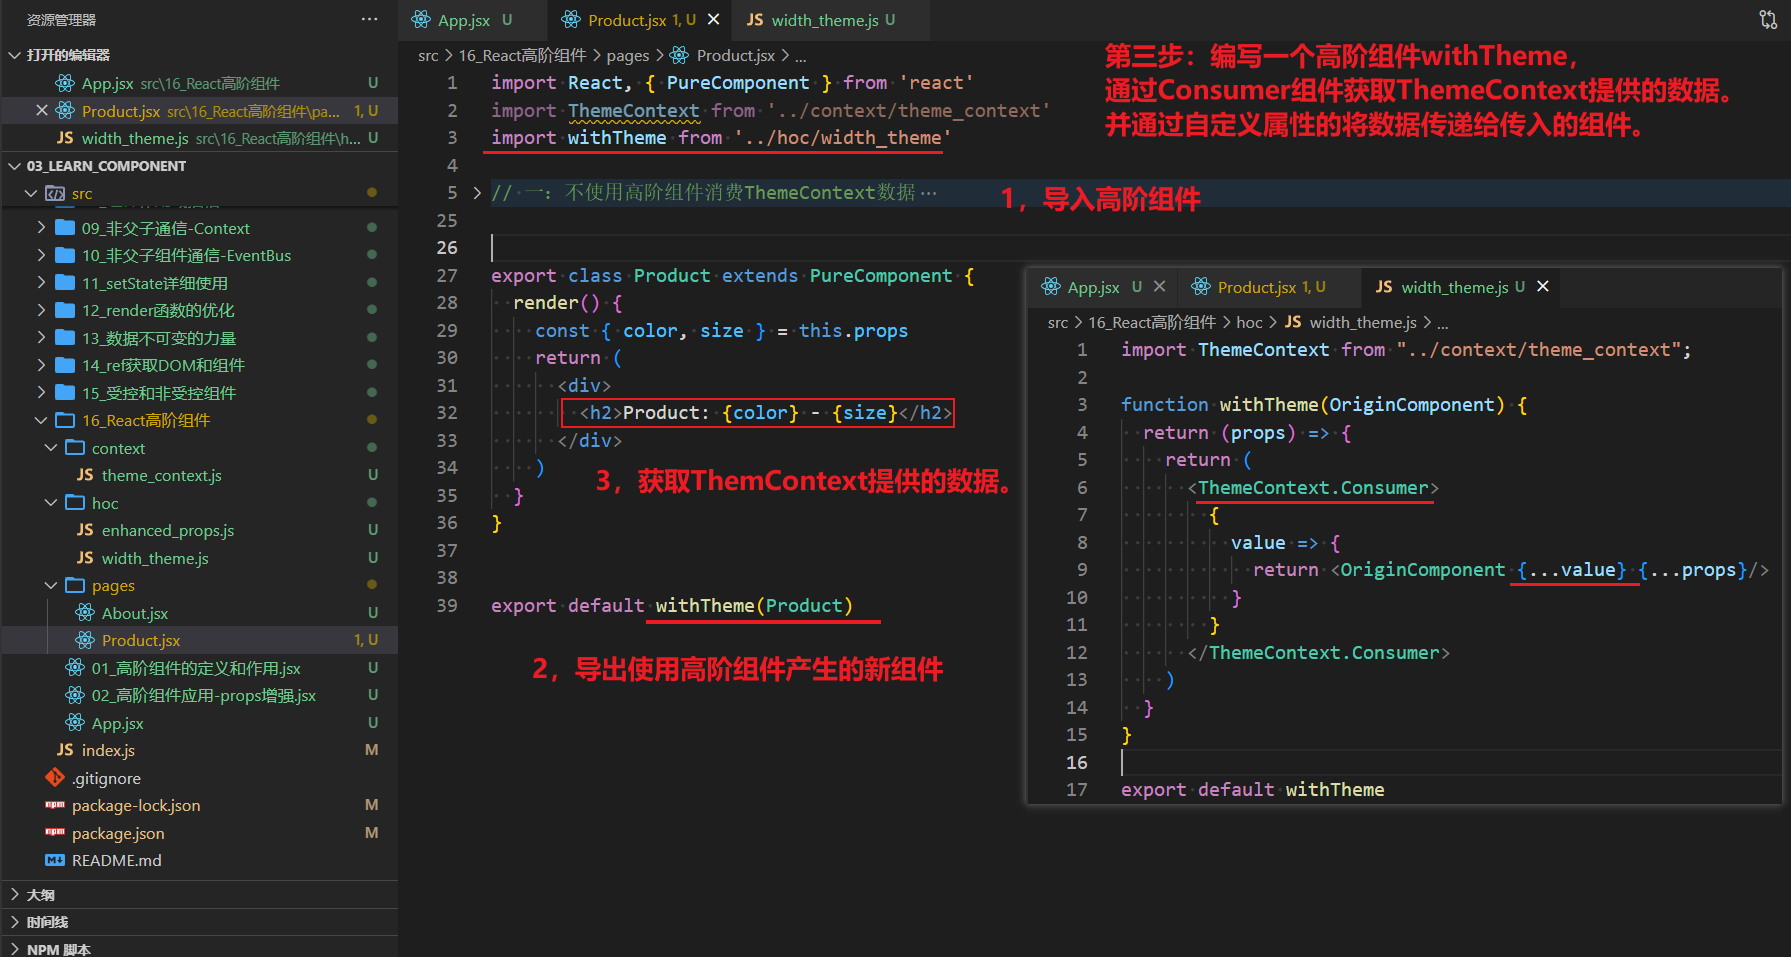 资源管理器
打开的编辑器
App.jsx src\16_React高阶组件 U
Product.jsx src\16_React高阶组件\pa... 1, U
width_theme.js src\16_React高阶组件\h... U
03_LEARN_COMPONENT
src
09_非父子通信-Context
10_非父子组件通信-EventBus
11_setState详细使用
12_render函数的优化
13_数据不可变的力量
14_ref获取DOM和组件
15_受控和非受控组件
16_React高阶组件
context
theme_context.js U
hoc
enhanced_props.js U
width_theme.js U
pages
About.jsx U
Product.jsx 1, U
01_高阶组件的定义和作用.jsx U
02_高阶组件应用-props增强.jsx U
App.jsx U
index.js M
.gitignore
package-lock.json M
package.json M
README.md
大纲
时间线
NPM 脚本
App.jsx U Product.jsx 1, U width_theme.js U
src > 16_React高阶组件 > pages > Product.jsx > ...
1 import React, { PureComponent } from 'react'
2 import ThemeContext from '../context/theme_context'
3 import withTheme from '../hoc/width_theme'
4
5 // 一: 不使用高阶组件消费ThemeContext数据 ...
25
26
27 export class Product extends PureComponent {
28 render() {
29 const { color, size } = this.props
30 return (
31 <div>
32 <h2>Product: {color} - {size}</h2>
33 </div>
34 )
35 }
36 }
37
38
39 export default withTheme(Product)
第三步：编写一个高阶组件withTheme，
通过Consumer组件获取ThemeContext提供的数据。
并通过自定义属性的将数据传递给传入的组件。
1，导入高阶组件
3，获取ThemContext提供的数据。
2，导出使用高阶组件产生的新组件
App.jsx U Product.jsx 1, U JS width_theme.js U
src > 16_React高阶组件 > hoc > JS width_theme.js > ...
1 import ThemeContext from "../context/theme_context";
2
3 function withTheme(OriginComponent) {
4 return (props) => {
5 return (
6 <ThemeContext.Consumer>
7 {
8 value => {
9 return <OriginComponent {...value} {...props}/>
10 }
11 }
12 </ThemeContext.Consumer>
13 )
14 }
15 }
16
17 export default withTheme